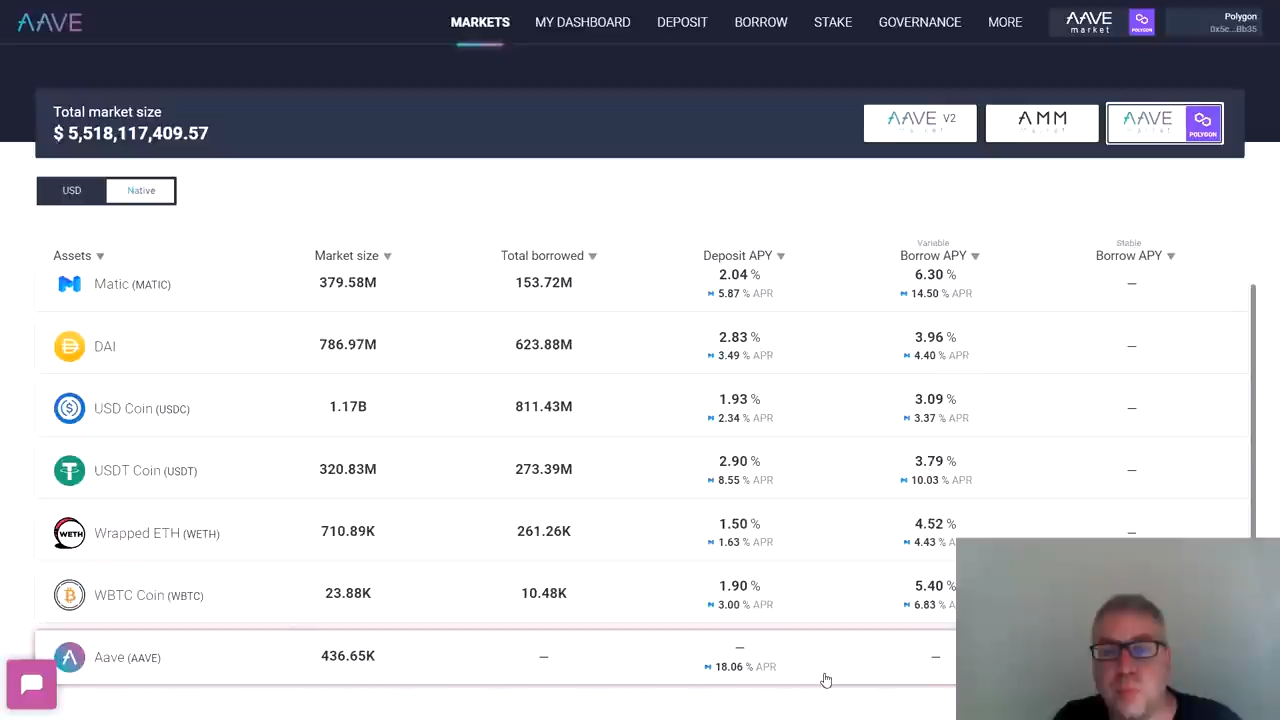 AAVE
MARKETS
MY DASHBOARD
DEPOSIT
BORROW
STAKE
GOVERNANCE
MORE
AAVE
market
POLYGON
Polygon
0x5c...Bb35
Total market size
$ 5,518,117,409.57
AAVE V2
AMM
AAVE
POLYGON
USD
Native
Assets
Market size
Total borrowed
Deposit APY
Variable
Borrow APY
Stable
Borrow APY
Matic (MATIC)
379.58M
153.72M
2.04 %
5.87 % APR
6.30 %
14.50 % APR
—
DAI
786.97M
623.88M
2.83 %
3.49 % APR
3.96 %
4.40 % APR
—
USD Coin (USDC)
1.17B
811.43M
1.93 %
2.34 % APR
3.09 %
3.37 % APR
—
USDT Coin (USDT)
320.83M
273.39M
2.90 %
8.55 % APR
3.79 %
10.03 % APR
—
WETH
Wrapped ETH (WETH)
710.89K
261.26K
1.50 %
1.63 % APR
4.52 %
4.43 % A
—
WBTC Coin (WBTC)
23.88K
10.48K
1.90 %
3.00 % APR
5.40 %
6.83 % A
Aave (AAVE)
436.65K
—
—
18.06 % APR
—